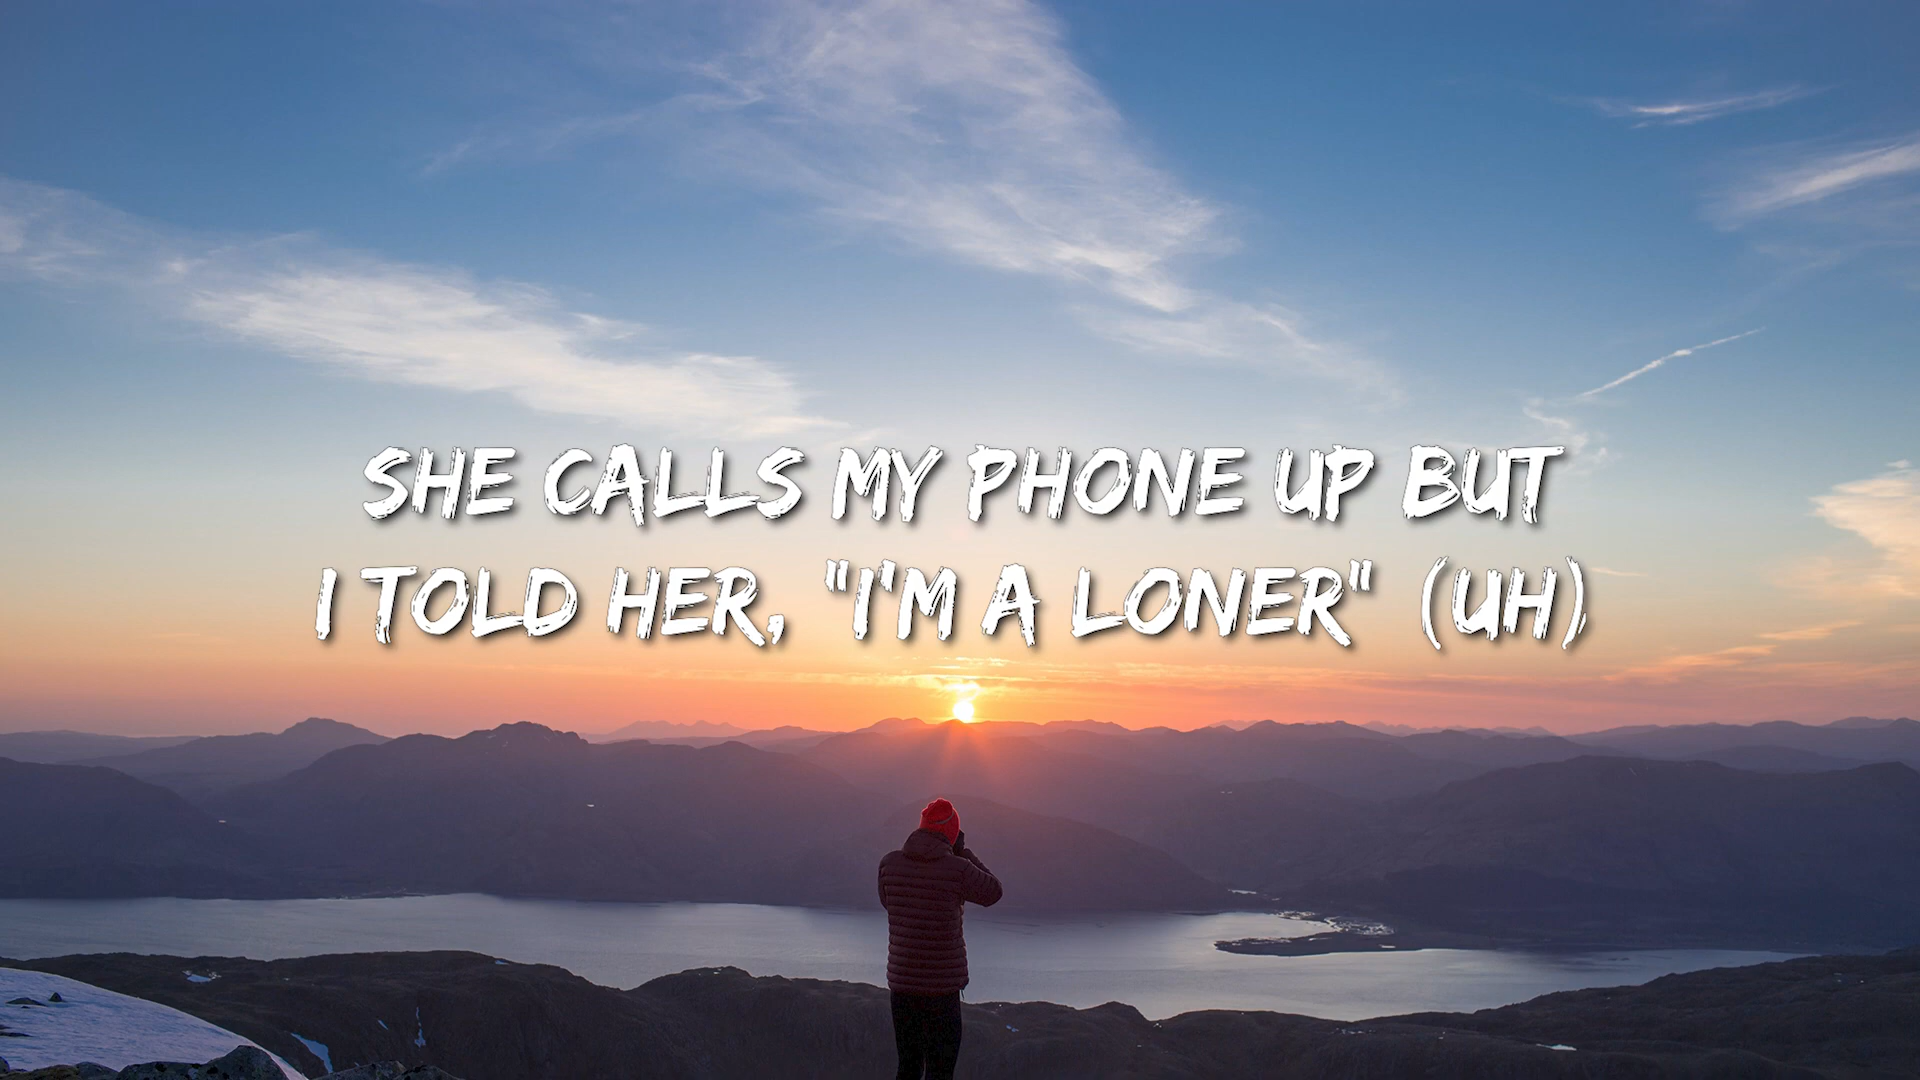 SHE CALLS MY PHONE UP BUT
I TOLD HER, "I'M A LONER" (UH)